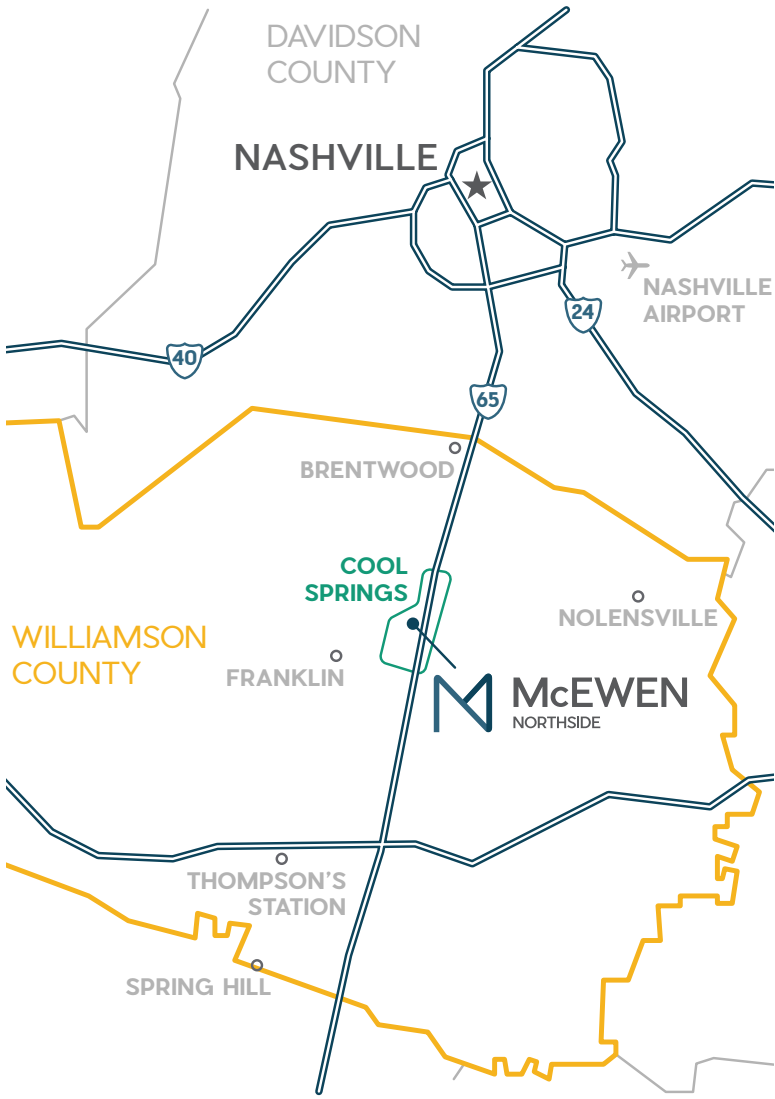 DAVIDSON
COUNTY
NASHVILLE
NASHVILLE
AIRPORT
24
40
65
BRENTWOOD
COOL
SPRINGS
NOLENSVILLE
WILLIAMSON
COUNTY
FRANKLIN
McEWEN
NORTHSIDE
THOMPSON'S
STATION
SPRING HILL